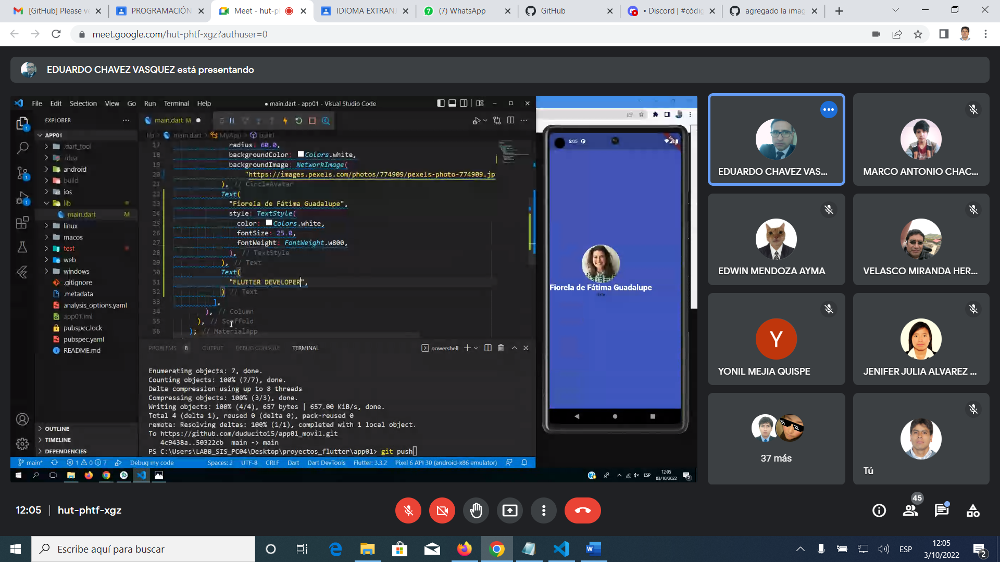 [GitHub] Please ve
PROGRAMACIÓN
Meet - hut-pl
IDIOMA EXTRANJ
(7) WhatsApp
GitHub
• Discord | #códig
agregado la imag
meet.google.com/hut-phtf-xgz?authuser=0
EDUARDO CHAVEZ VASQUEZ está presentando
File Edit Selection View Go Run Terminal Help
● main.dart - app01 - Visual Studio Code
EXPLORER
main.dart M
lib > main.dart > MyApp > build
APP01
.dart_tool
.idea
android
build
ios
lib
main.dart M
linux
macos
test
web
windows
.gitignore
.metadata
analysis_options.yaml
app01.iml
pubspec.lock
pubspec.yaml
README.md
OUTLINE
TIMELINE
DEPENDENCIES
17 radius: 60.0,
18 backgroundColor: Colors.white,
19 backgroundImage: NetworkImage(
20 "https://images.pexels.com/photos/774909/pexels-photo-774909.jp
21 ), // CircleAvatar
22 Text(
23 "Fiorela de Fátima Guadalupe",
24 style: TextStyle(
25 color: Colors.white,
26 fontSize: 25.0,
27 fontWeight: FontWeight.w800,
28 ), // TextStyle
29 ), // Text
30 Text(
31 "FLUTTER DEVELOPER",
32 ) // Text
33 ],
34 ), // Column
35 ), // Scaffold
36 ); // MaterialApp
PROBLEMS 8 OUTPUT DEBUG CONSOLE TERMINAL
powershell
Enumerating objects: 7, done.
Counting objects: 100% (7/7), done.
Delta compression using up to 8 threads
Compressing objects: 100% (3/3), done.
Writing objects: 100% (4/4), 657 bytes | 657.00 KiB/s, done.
Total 4 (delta 1), reused 0 (delta 0), pack-reused 0
remote: Resolving deltas: 100% (1/1), completed with 1 local object.
To https://github.com/duducito15/app01_movil.git
4c9438a..50322cb main -> main
PS C:\Users\LABB_SIS_PC04\Desktop\proyectos_flutter\app01> git push
main* 1 0 7 Debug my code
Spaces: 2 UTF-8 CRLF Dart Dart DevTools Flutter: 3.3.2 Pixel 6 API 30 (android-x86 emulator)
ESP
12:05
03/10/2022
2
5:05
Fiorela de Fátima Guadalupe
EDUARDO CHAVEZ VAS...
MARCO ANTONIO CHAC...
EDWIN MENDOZA AYMA
VELASCO MIRANDA HER...
Y
YONIL MEJIA QUISPE
JENIFER JULIA ALVAREZ ...
37 más
Tú
12:05 | hut-phtf-xgz
45
Escribe aquí para buscar
ESP
12:05
3/10/2022
2